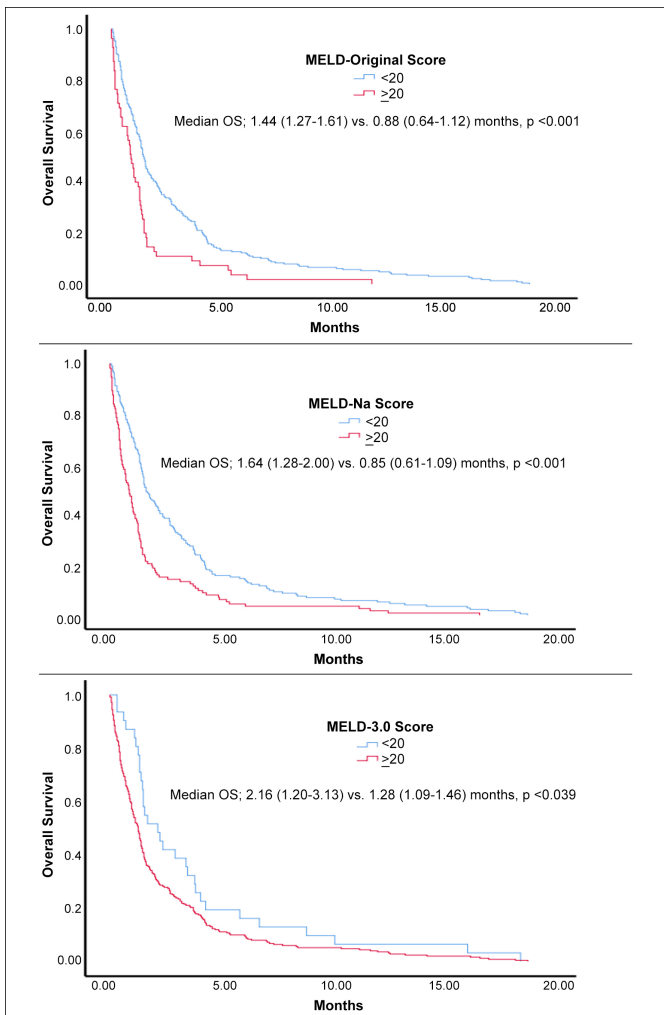 1.0
0.8
0.6
0.4
0.2
0.00
Overall Survival
MELD-Original Score
<20
≥20
Median OS; 1.44 (1.27-1.61) vs. 0.88 (0.64-1.12) months, p <0.001
0.00 5.00 10.00 15.00 20.00
Months
1.0
0.8
0.6
0.4
0.2
0.00
Overall Survival
MELD-Na Score
<20
≥20
Median OS; 1.64 (1.28-2.00) vs. 0.85 (0.61-1.09) months, p <0.001
0.00 5.00 10.00 15.00 20.00
Months
1.0
0.8
0.6
0.4
0.2
0.00
Overall Survival
MELD-3.0 Score
<20
≥20
Median OS; 2.16 (1.20-3.13) vs. 1.28 (1.09-1.46) months, p <0.039
0.00 5.00 10.00 15.00 20.00
Months